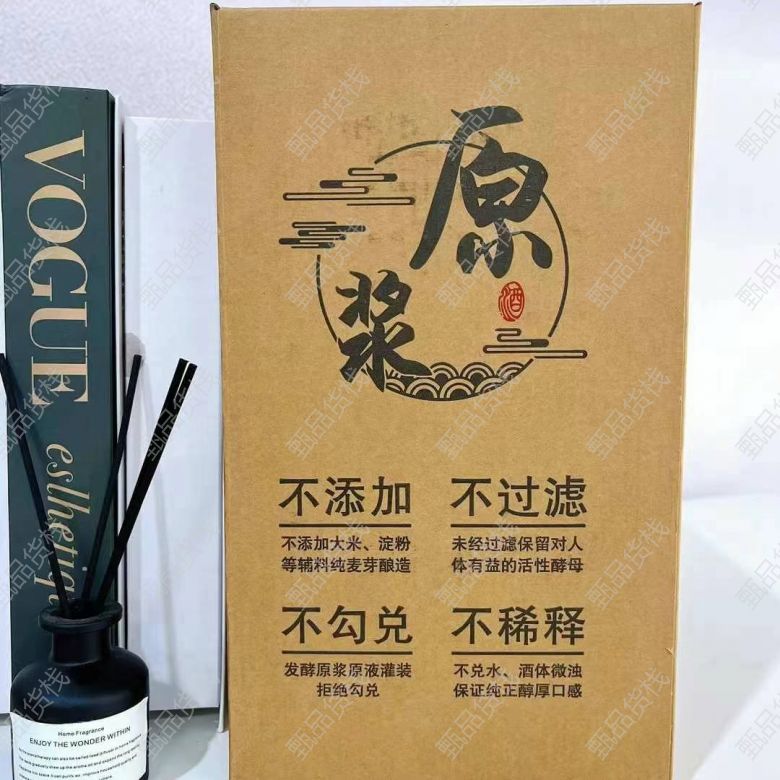 原
浆
酒
不添加
不添加大米、淀粉
等辅料纯麦芽酿造
不过滤
未经过滤保留对人
体有益的活性酵母
不勾兑
发酵原浆原液灌装
拒绝勾兑
不稀释
不兑水、酒体微浊
保证纯正醇厚口感
VOGUE
esthetiq
Home Fragrance
ENJOY THE WONDER WITHIN
甄品货栈